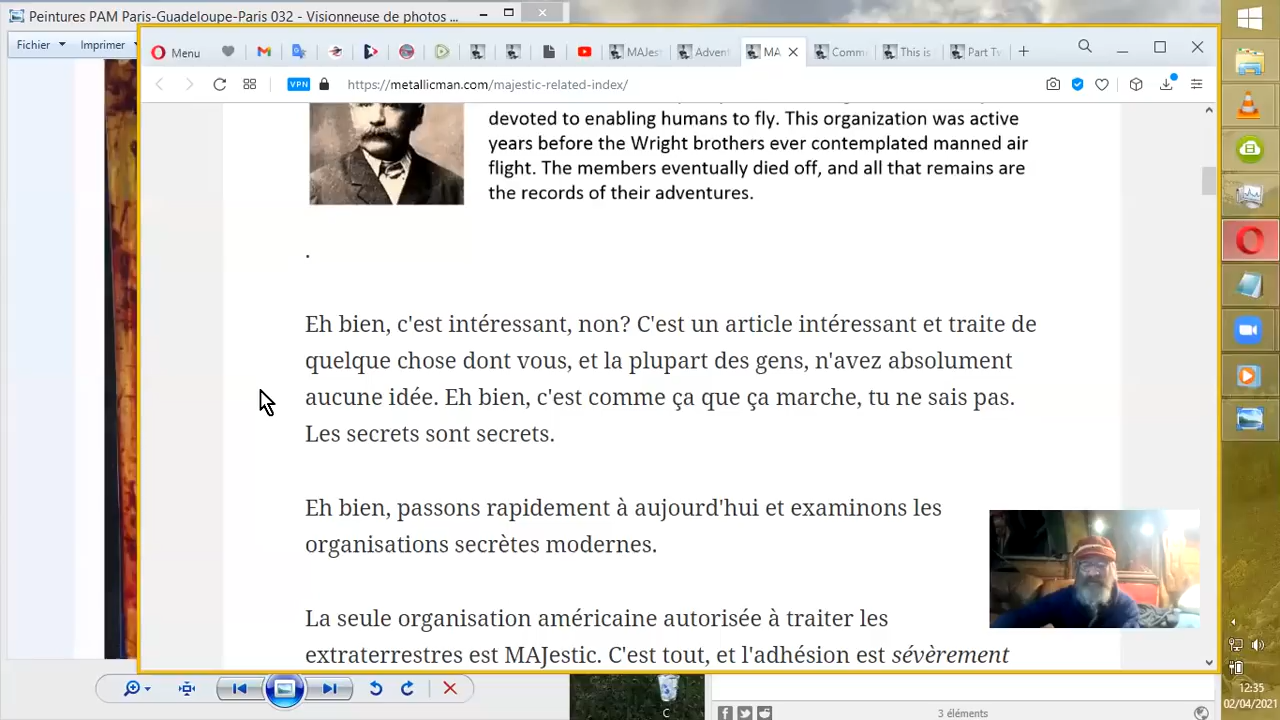 Peintures PAM Paris-Guadeloupe-Paris 032 - Visionneuse de photos ...
Fichier Imprimer
Menu MAJes Advent MA Comm This is Part Tv
VPN https://metallicman.com/majestic-related-index/
devoted to enabling humans to fly. This organization was active
years before the Wright brothers ever contemplated manned air
flight. The members eventually died off, and all that remains are
the records of their adventures.
.
Eh bien, c'est intéressant, non? C'est un article intéressant et traite de
quelque chose dont vous, et la plupart des gens, n'avez absolument
aucune idée. Eh bien, c'est comme ça que ça marche, tu ne sais pas.
Les secrets sont secrets.
Eh bien, passons rapidement à aujourd'hui et examinons les
organisations secrètes modernes.
La seule organisation américaine autorisée à traiter les
extraterrestres est MAJestic. C'est tout, et l'adhésion est sévèrement
C
3 éléments
12:35
02/04/2021